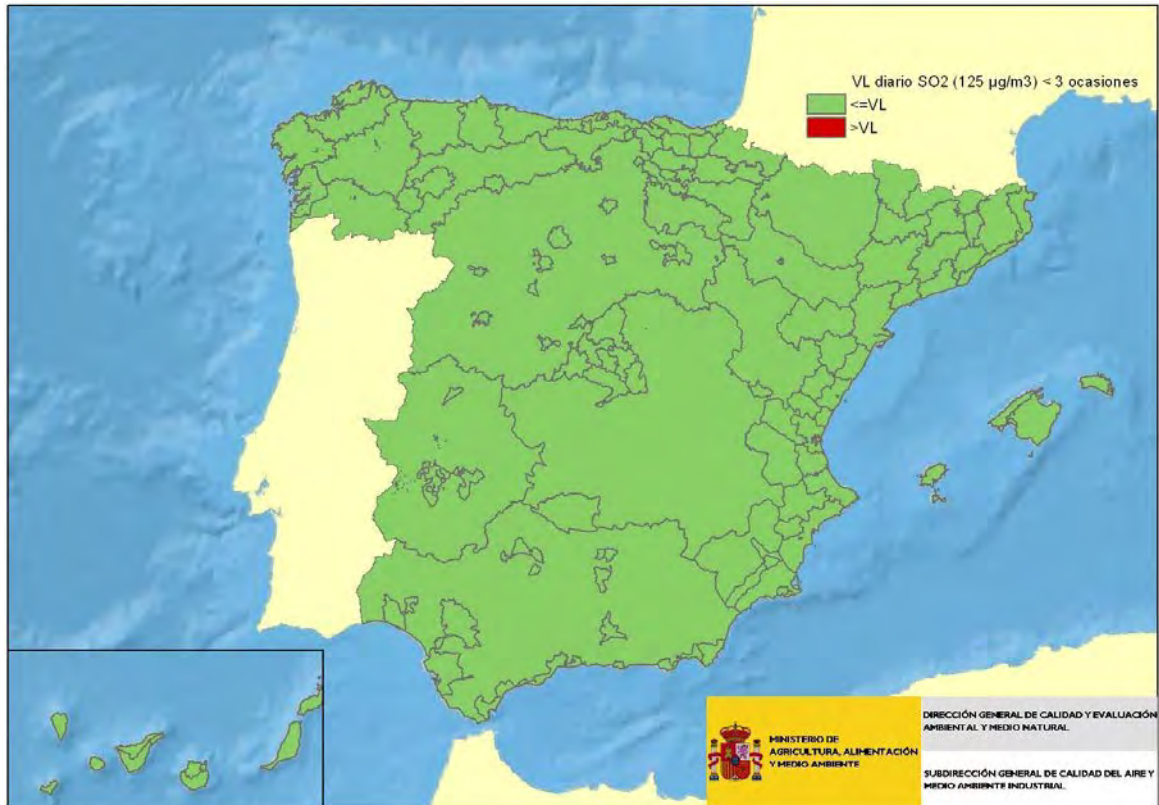 VL diario SO2 (125 µg/m3) < 3 ocasiones
<=VL
>VL
MINISTERIO DE
AGRICULTURA, ALIMENTACIÓN
Y MEDIO AMBIENTE
DIRECCIÓN GENERAL DE CALIDAD Y EVALUACIÓN
AMBIENTAL Y MEDIO NATURAL
SUBDIRECCIÓN GENERAL DE CALIDAD DEL AIRE Y
MEDIO AMBIENTE INDUSTRIAL